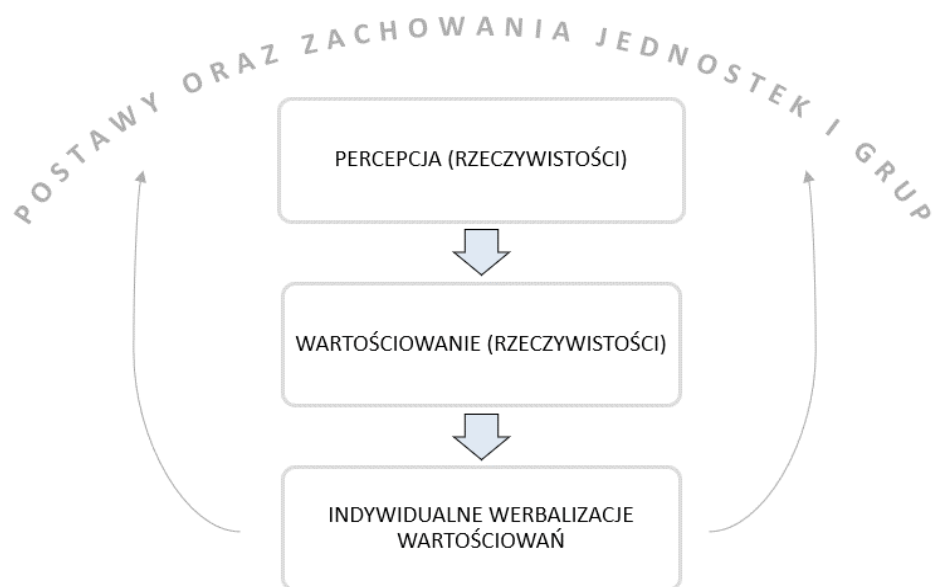 POSTAWY ORAZ ZACHOWANIA JEDNOSTEK I GRUP
PERCEPCJA (RZECZYWISTOŚCI)
WARTOŚCIOWANIE (RZECZYWISTOŚCI)
INDYWIDUALNE WERBALIZACJE
WARTOŚCIOWAŃ